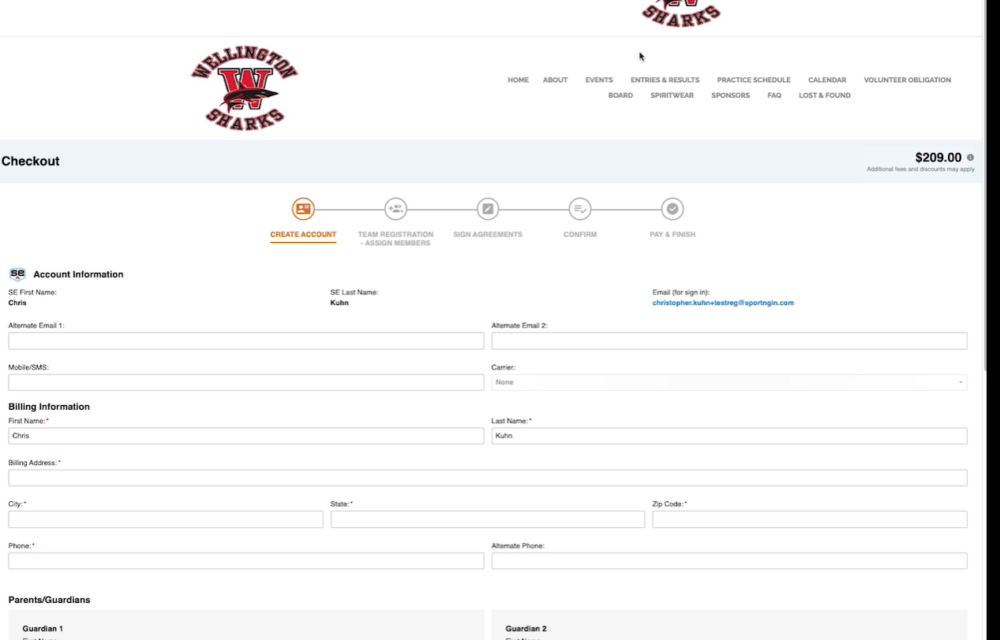 SHARKS
WELLINGTON
W
SHARKS
HOME ABOUT EVENTS ENTRIES & RESULTS PRACTICE SCHEDULE CALENDAR VOLUNTEER OBLIGATION
BOARD SPIRITWEAR SPONSORS FAQ LOST & FOUND
Checkout
$209.00
Additional fees and discounts may apply
CREATE ACCOUNT TEAM REGISTRATION SIGN AGREEMENTS CONFIRM PAY & FINISH
- ASSIGN MEMBERS
SE Account Information
SE First Name: SE Last Name: Email (for sign in):
Chris Kuhn christopher.kuhn+testreg@sportngin.com
Alternate Email 1: Alternate Email 2:
Mobile/SMS: Carrier:
None
Billing Information
First Name:* Last Name:*
Chris Kuhn
Billing Address:*
City:* State:* Zip Code:*
Phone:* Alternate Phone:
Parents/Guardians
Guardian 1 Guardian 2